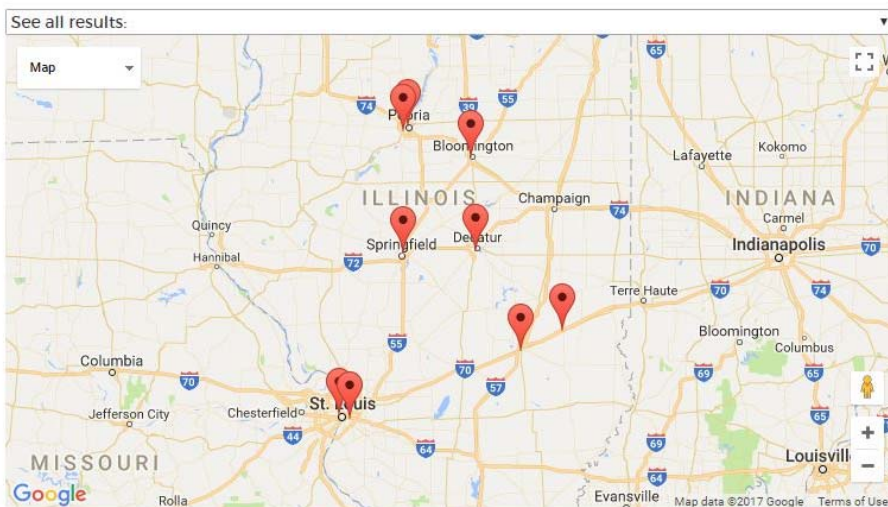 See all results:
Map
65
74
39
55
Peoria
Bloomington
Lafayette
Kokomo
ILLINOIS
Champaign
74
INDIANA
Quincy
Carmel
Springfield
Decatur
Indianapolis
70
Hannibal
72
Terre Haute
70
74
Bloomington
Columbus
55
Columbia
70
70
57
69
65
Jefferson City
Chesterfield
St. Louis
65
44
64
69
MISSOURI
Louisvill
64
Google
Rolla
Evansville
Map data ©2017 Google
Terms of Use